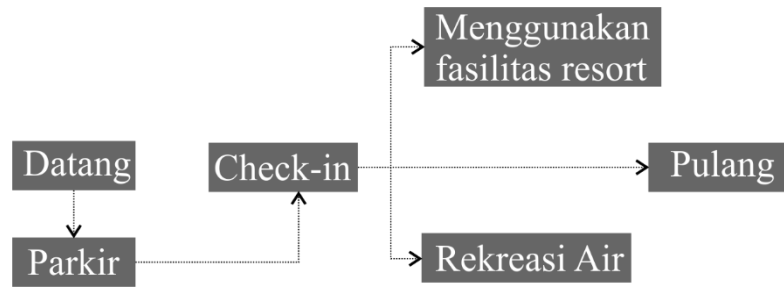 Menggunakan
fasilitas resort
Datang
Check-in
Pulang
Parkir
Rekreasi Air